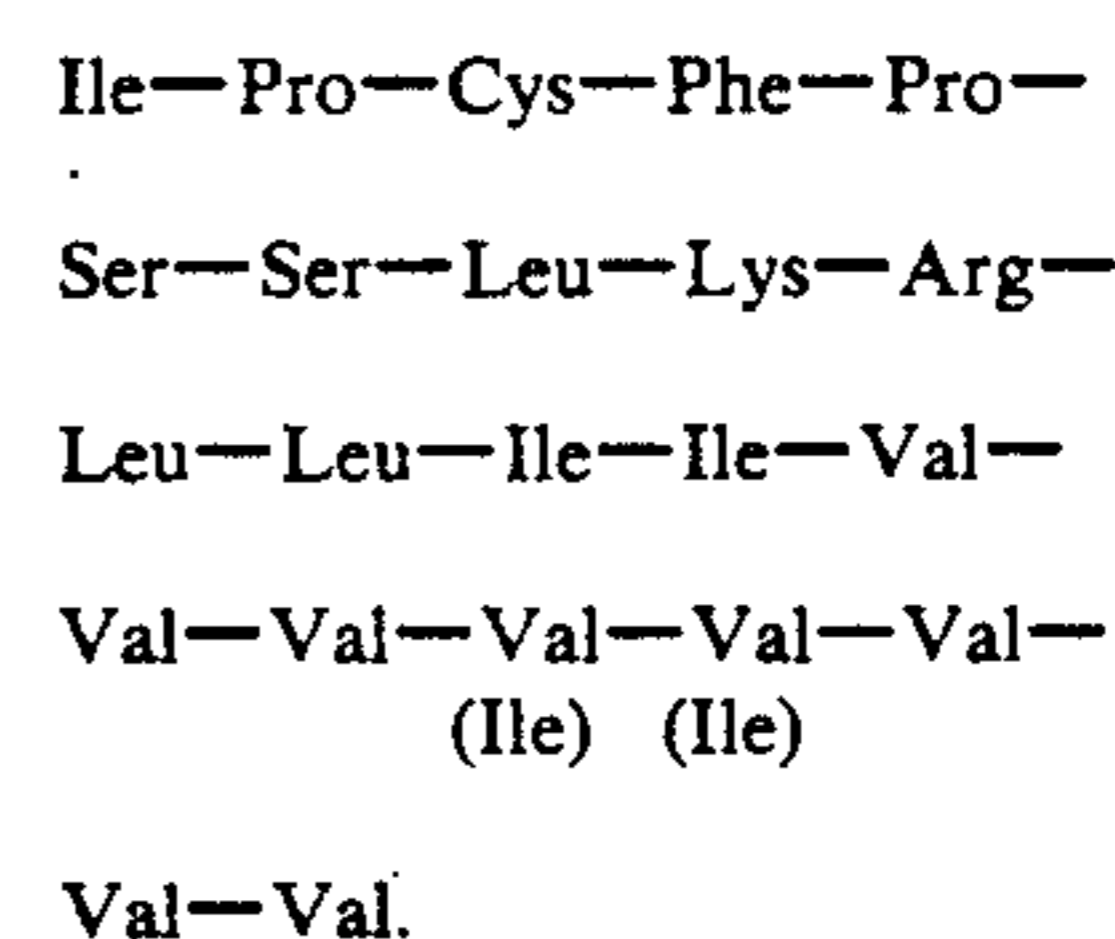 Ile—Pro—Cys—Phe—Pro—
Ser—Ser—Leu—Lys—Arg—
Leu—Leu—Ile—Ile—Val—
Val—Val—Val—Val—Val—
(Ile) (Ile)
Val—Val.